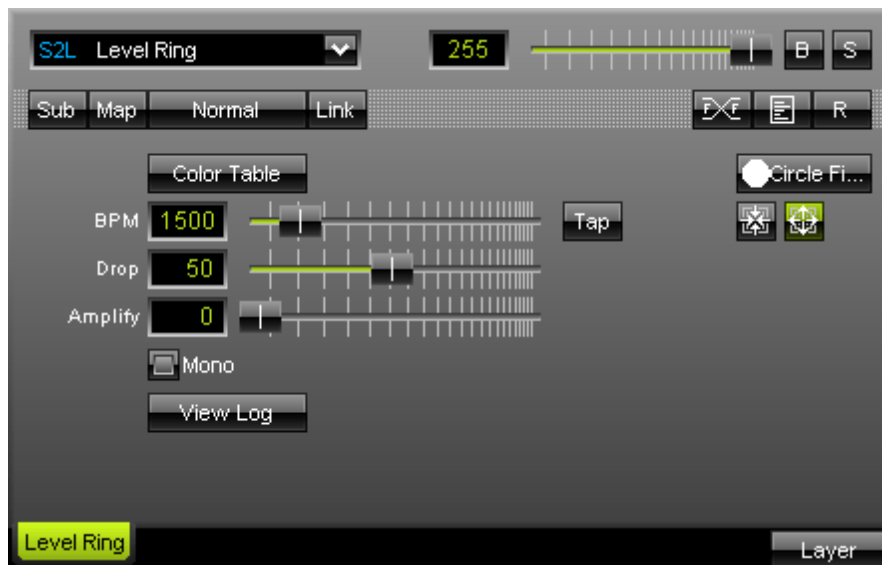 S2L Level Ring 255 B S
Sub Map Normal Link R
Color Table Circle Fi...
BPM 1500 Tap
Drop 50
Amplify 0
Mono
View Log
Level Ring Layer